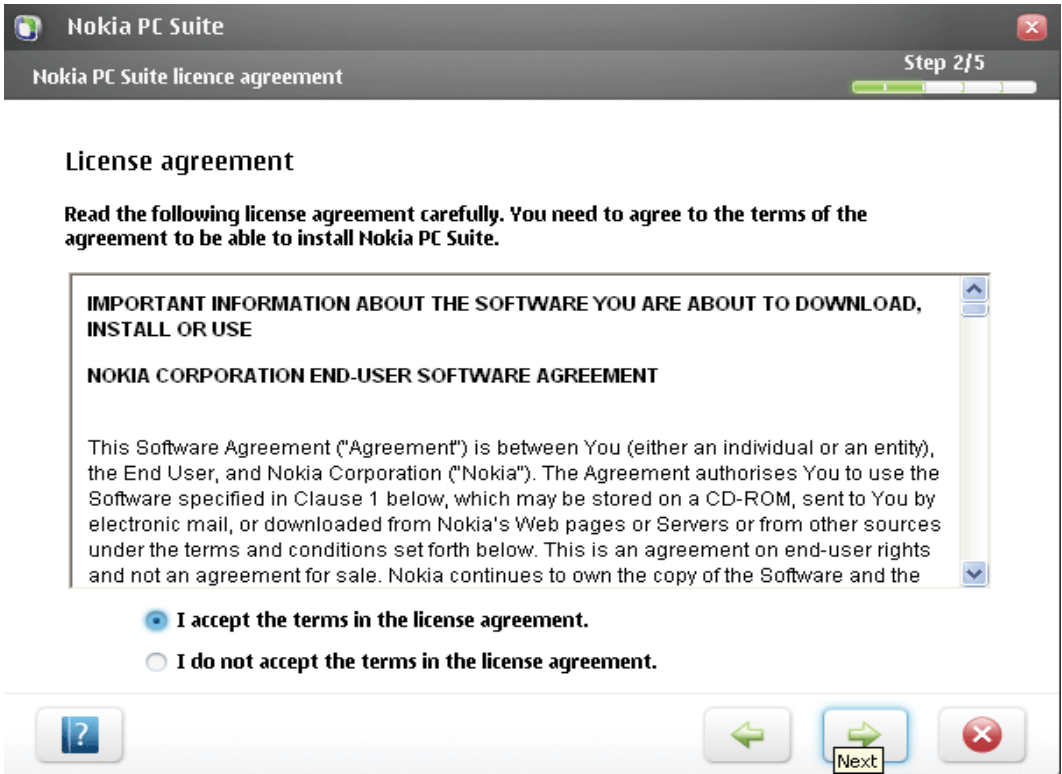 Nokia PC Suite
Nokia PC Suite licence agreement
Step 2/5
License agreement
Read the following license agreement carefully. You need to agree to the terms of the
agreement to be able to install Nokia PC Suite.
IMPORTANT INFORMATION ABOUT THE SOFTWARE YOU ARE ABOUT TO DOWNLOAD,
INSTALL OR USE
NOKIA CORPORATION END-USER SOFTWARE AGREEMENT
This Software Agreement ("Agreement") is between You (either an individual or an entity),
the End User, and Nokia Corporation ("Nokia"). The Agreement authorises You to use the
Software specified in Clause 1 below, which may be stored on a CD-ROM, sent to You by
electronic mail, or downloaded from Nokia's Web pages or Servers or from other sources
under the terms and conditions set forth below. This is an agreement on end-user rights
and not an agreement for sale. Nokia continues to own the copy of the Software and the
I accept the terms in the license agreement.
I do not accept the terms in the license agreement.
?
Next